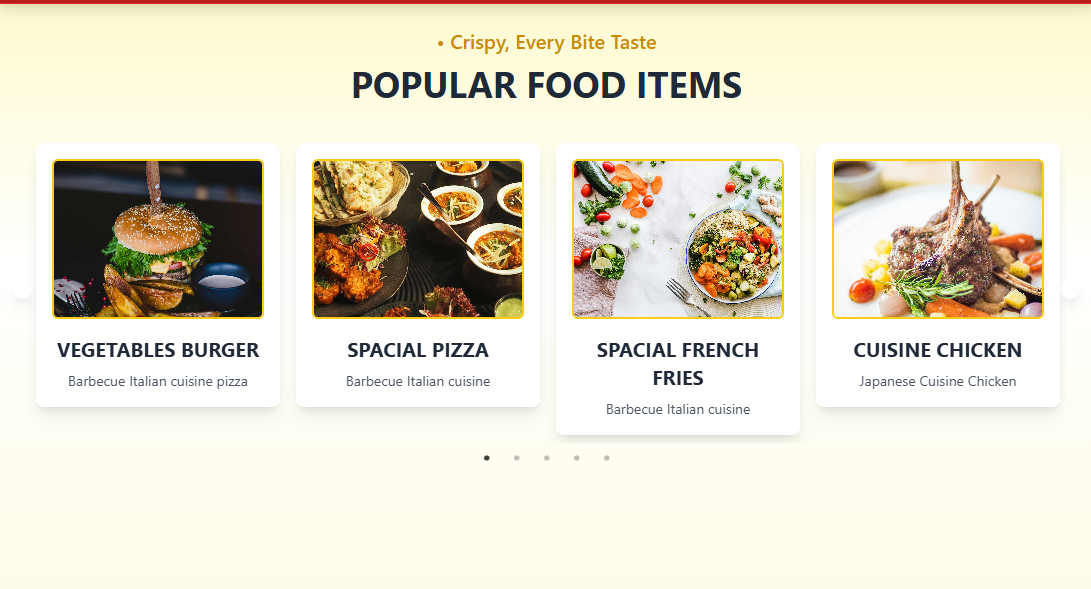 • Crispy, Every Bite Taste
POPULAR FOOD ITEMS
VEGETABLES BURGER
Barbecue Italian cuisine pizza
SPACIAL PIZZA
Barbecue Italian cuisine
SPACIAL FRENCH
FRIES
Barbecue Italian cuisine
CUISINE CHICKEN
Japanese Cuisine Chicken